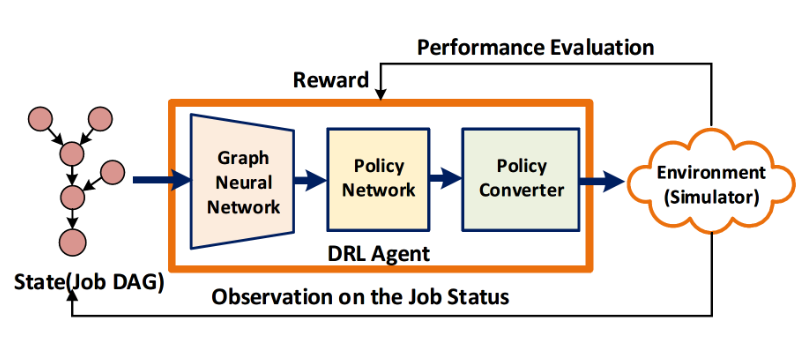 Performance Evaluation
Reward
Graph
Neural
Network
Policy
Network
Policy
Converter
Environment
(Simulator)
DRL Agent
State(Job DAG)
Observation on the Job Status